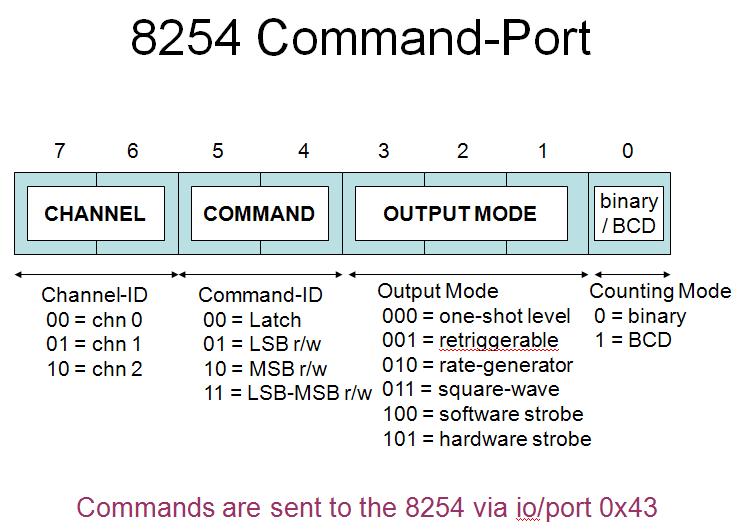 8254 Command-Port
7 6 5 4 3 2 1 0
CHANNEL COMMAND OUTPUT MODE binary
/ BCD
Channel-ID
00 = chn 0
01 = chn 1
10 = chn 2
Command-ID
00 = Latch
01 = LSB r/w
10 = MSB r/w
11 = LSB-MSB r/w
Output Mode
000 = one-shot level
001 = retriggerable
010 = rate-generator
011 = square-wave
100 = software strobe
101 = hardware strobe
Counting Mode
0 = binary
1 = BCD
Commands are sent to the 8254 via io/port 0x43